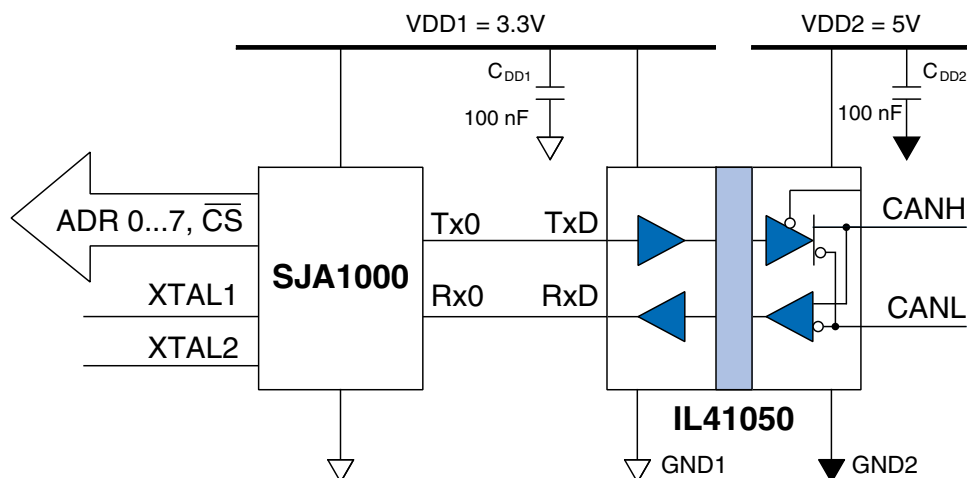 VDD1 = 3.3V
VDD2 = 5V
CDD1
100 nF
CDD2
100 nF
ADR 0...7, C̅S̅
Tx0
TxD
CANH
SJA1000
Rx0
RxD
XTAL1
CANL
XTAL2
IL41050
GND1
GND2